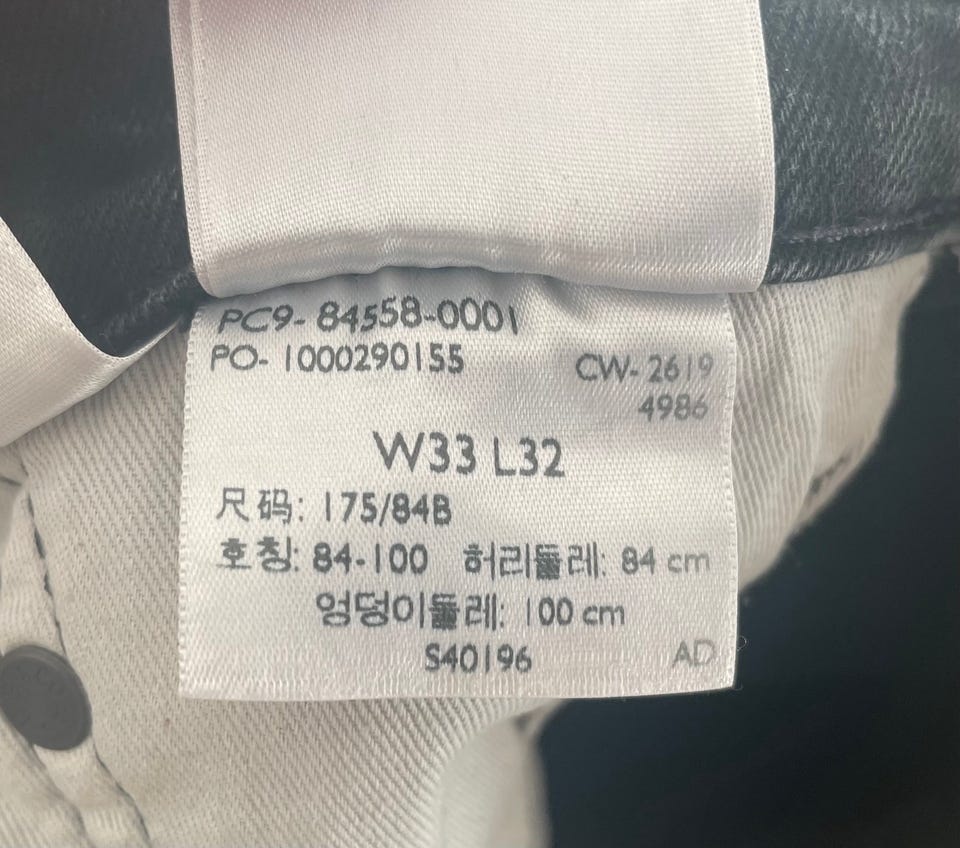 PC9-84558-0001
PO-1000290155
CW-2619
4986
W33 L32
尺码: 175/84B
호칭: 84-100 허리둘레: 84 cm
엉덩이둘레: 100 cm
S40196
AD